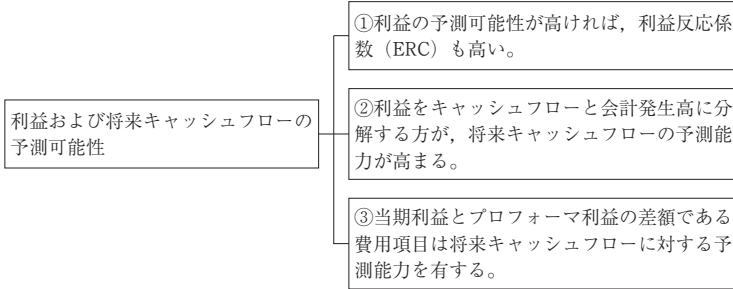 利益および将来キャッシュフローの
予測可能性
①利益の予測可能性が高ければ，利益反応係
数（ERC）も高い。
②利益をキャッシュフローと会計発生高に分
解する方が，将来キャッシュフローの予測能
力が高まる。
③当期利益とプロフォーマ利益の差額である
費用項目は将来キャッシュフローに対する予
測能力を有する。